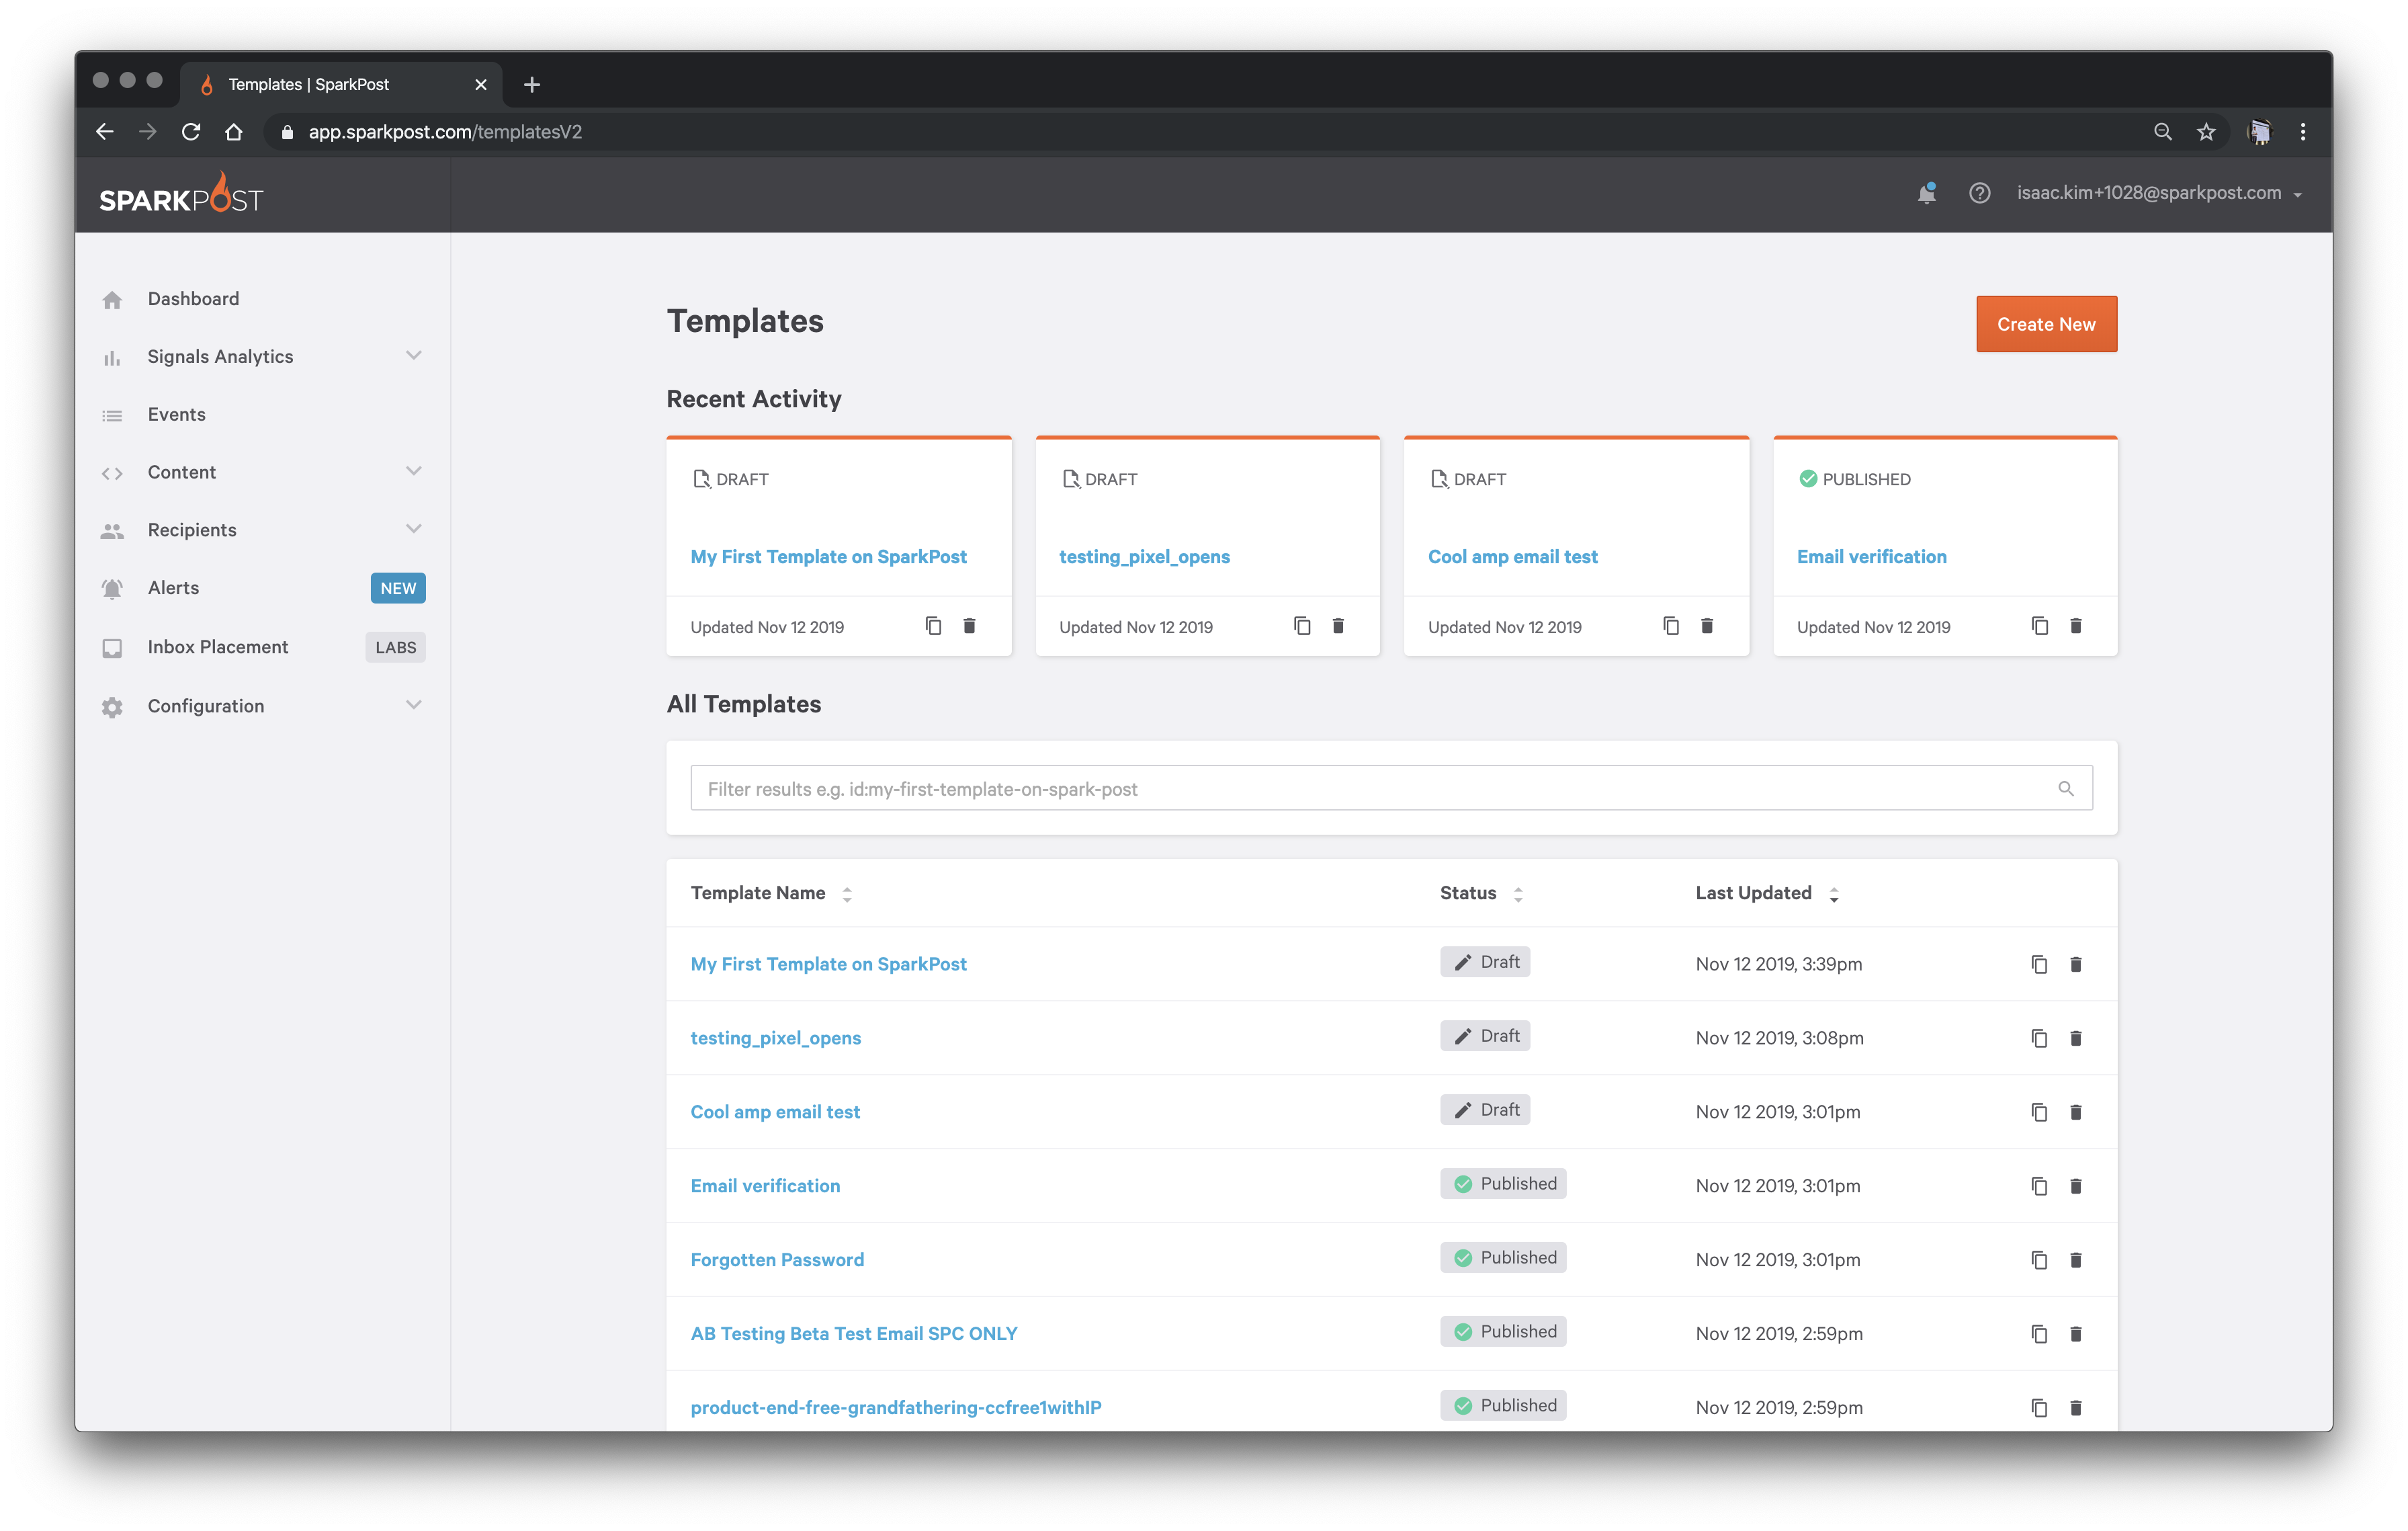 Templates | SparkPost
app.sparkpost.com/templatesV2
SPARKPOST
isaac.kim+1028@sparkpost.com
Dashboard
Signals Analytics
Events
Content
Recipients
Alerts NEW
Inbox Placement LABS
Configuration
Templates
Create New
Recent Activity
DRAFT
My First Template on SparkPost
Updated Nov 12 2019
DRAFT
testing_pixel_opens
Updated Nov 12 2019
DRAFT
Cool amp email test
Updated Nov 12 2019
PUBLISHED
Email verification
Updated Nov 12 2019
All Templates
Filter results e.g. id:my-first-template-on-spark-post
Template Name Status Last Updated
My First Template on SparkPost Draft Nov 12 2019, 3:39pm
testing_pixel_opens Draft Nov 12 2019, 3:08pm
Cool amp email test Draft Nov 12 2019, 3:01pm
Email verification Published Nov 12 2019, 3:01pm
Forgotten Password Published Nov 12 2019, 3:01pm
AB Testing Beta Test Email SPC ONLY Published Nov 12 2019, 2:59pm
product-end-free-grandfathering-ccfree1withIP Published Nov 12 2019, 2:59pm